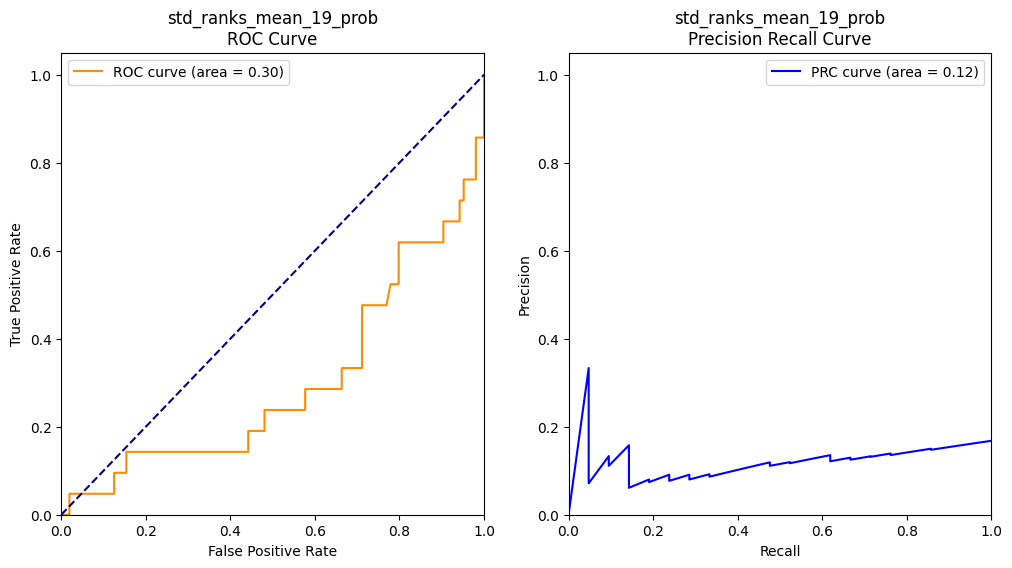 std_ranks_mean_19_prob
ROC Curve
ROC curve (area = 0.30)
True Positive Rate
1.0
0.8
0.6
0.4
0.2
0.0
0.0 0.2 0.4 0.6 0.8 1.0
False Positive Rate
std_ranks_mean_19_prob
Precision Recall Curve
PRC curve (area = 0.12)
Precision
1.0
0.8
0.6
0.4
0.2
0.0
0.0 0.2 0.4 0.6 0.8 1.0
Recall